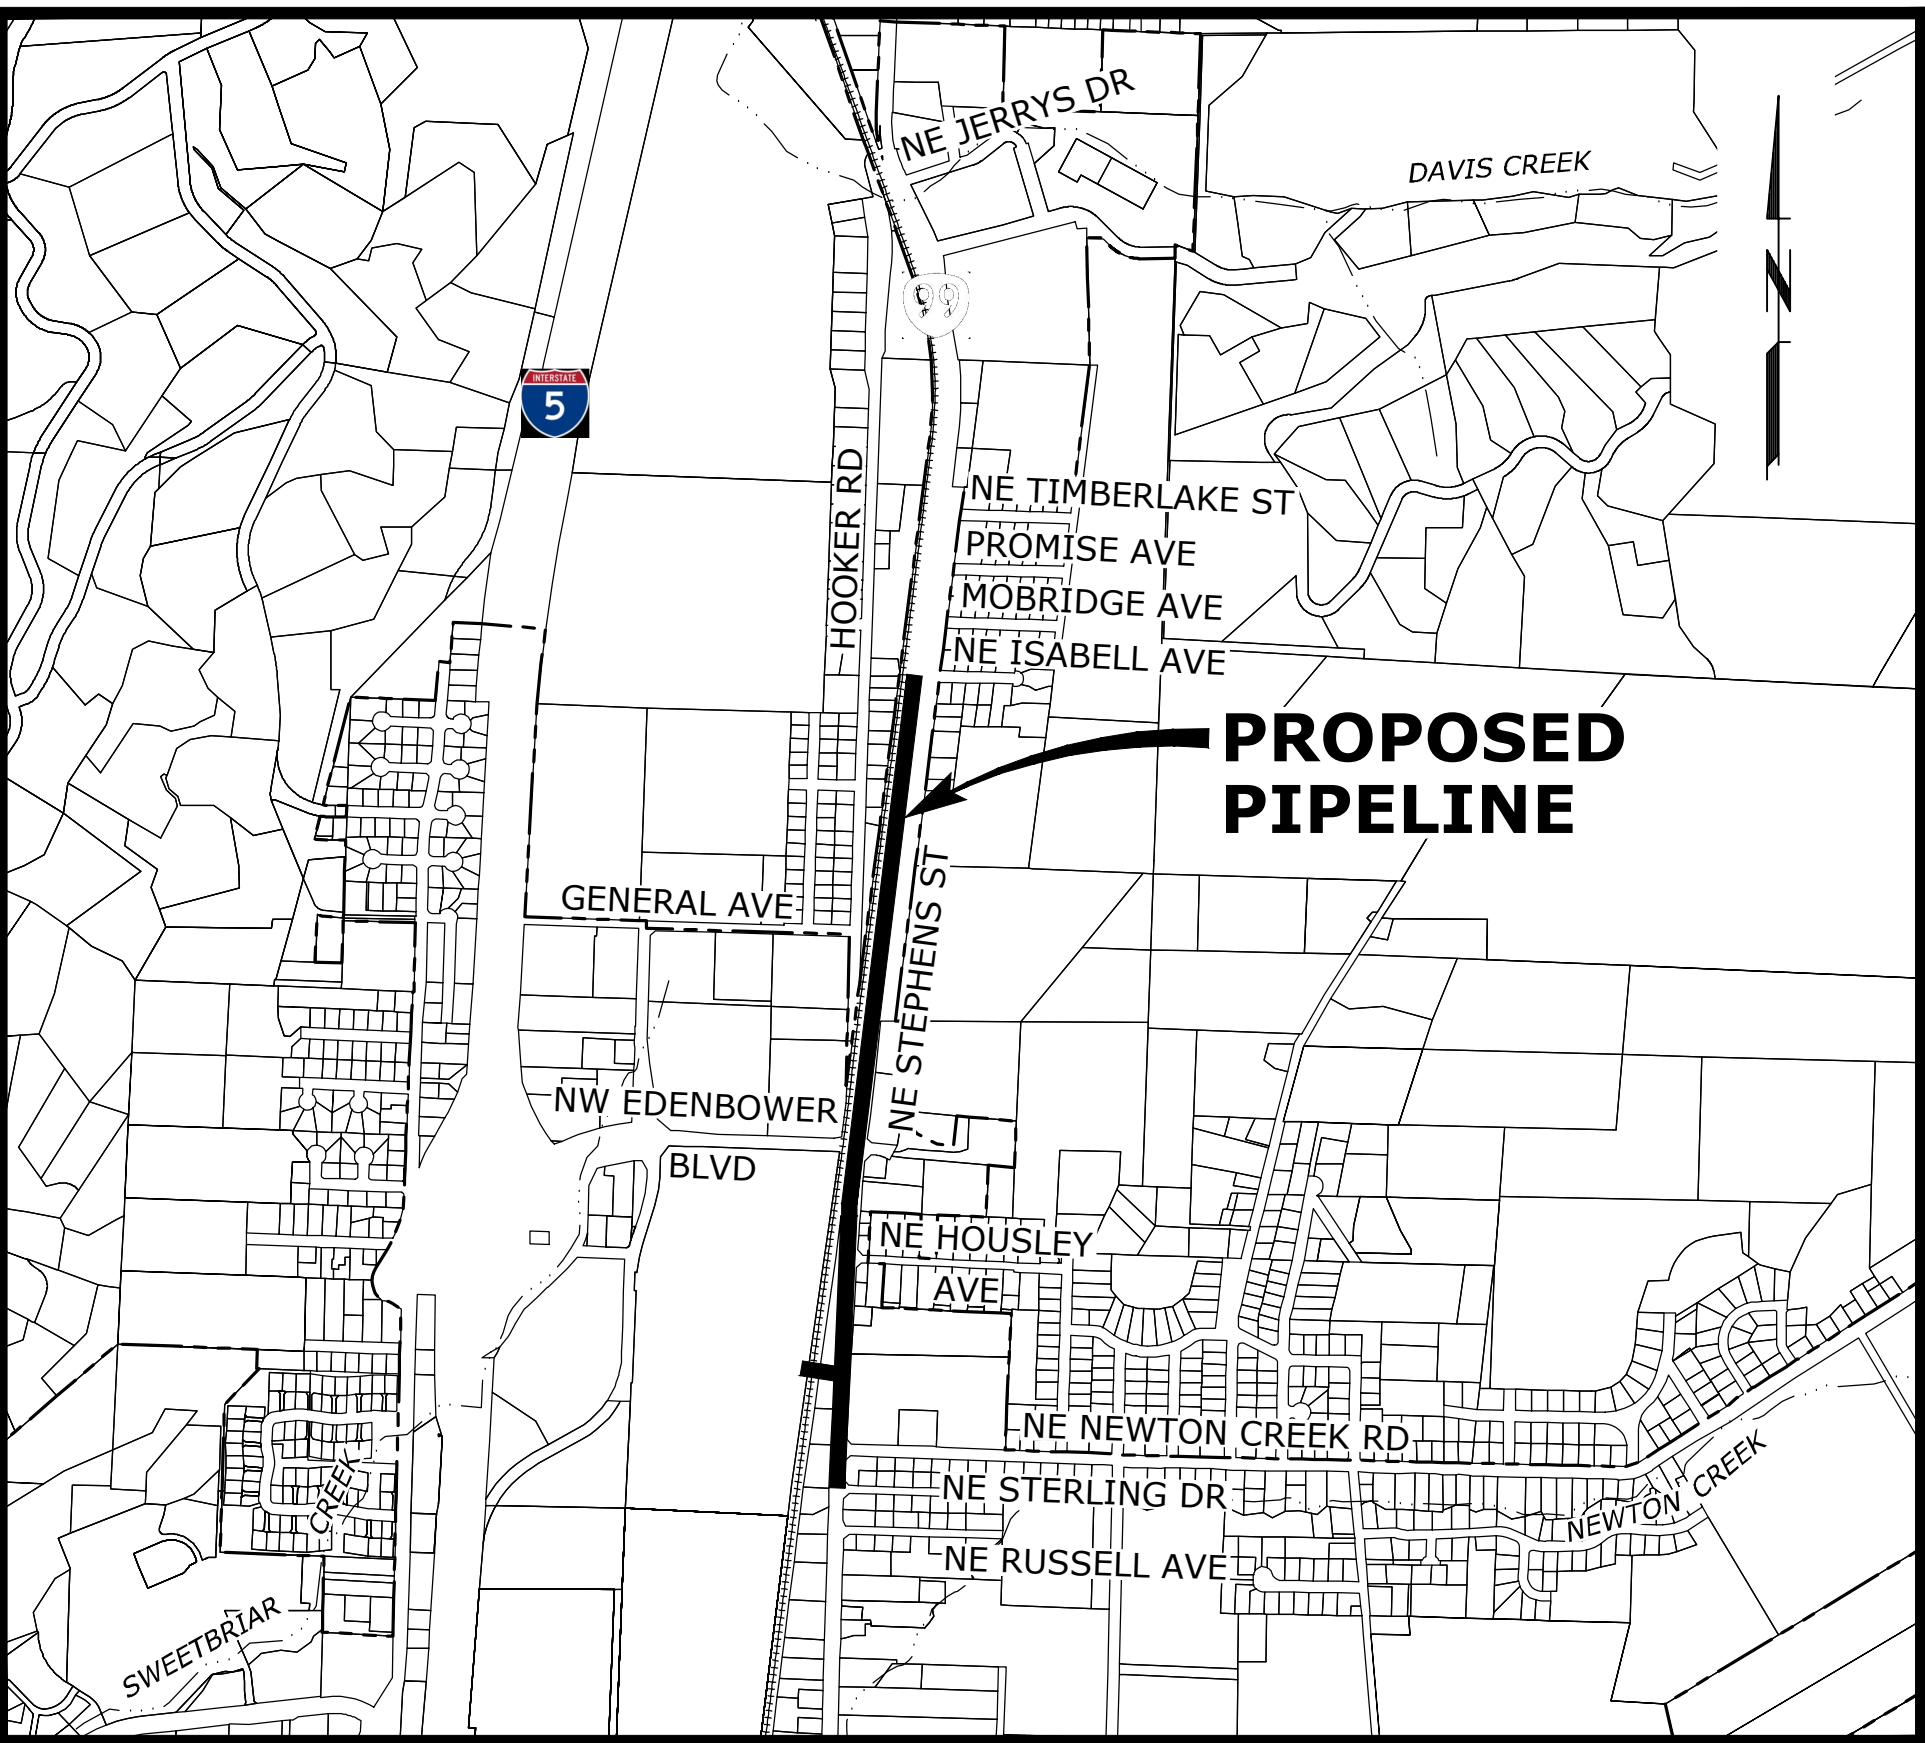 NE JERRYS DR
DAVIS CREEK
99
N
INTERSTATE
5
HOOKER RD
NE TIMBERLAKE ST
PROMISE AVE
MOBRIDGE AVE
NE ISABELL AVE
PROPOSED
PIPELINE
GENERAL AVE
NE STEPHENS ST
NW EDENBOWER
BLVD
NE HOUSLEY
AVE
NE NEWTON CREEK RD
NE STERLING DR
NEWTON CREEK
NE RUSSELL AVE
CREEK
SWEETBRIAR